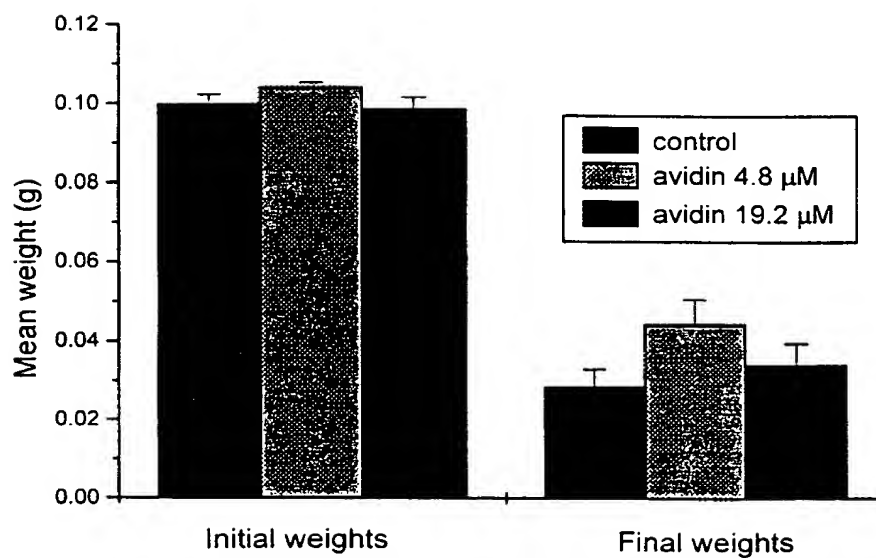 0.12
0.10
0.08
0.06
0.04
0.02
0.00
Mean weight (g)
control
avidin 4.8 μM
avidin 19.2 μM
Initial weights
Final weights